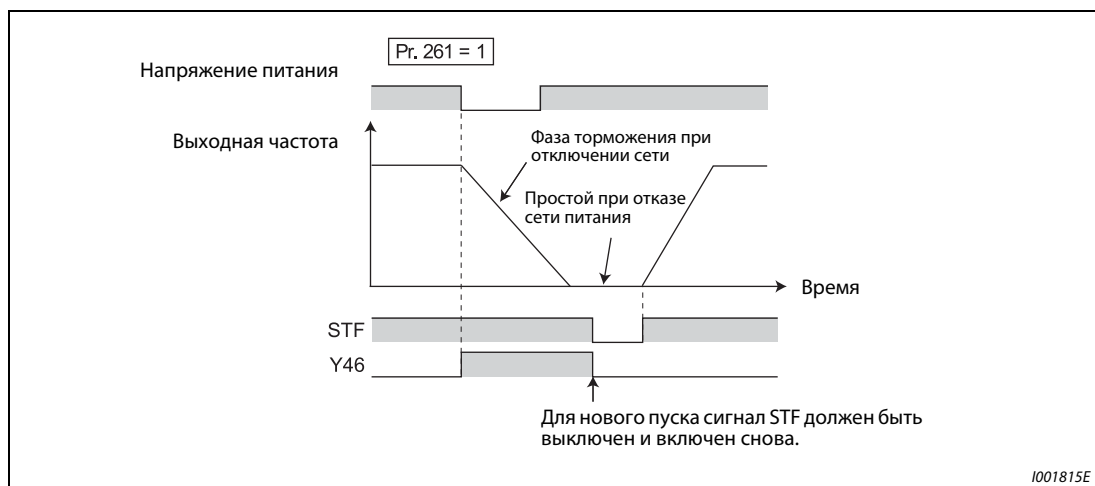 Pr. 261 = 1
Напряжение питания
Выходная частота
Фаза торможения при
отключении сети
Простой при отказе
сети питания
Время
STF
Y46
Для нового пуска сигнал STF должен быть
выключен и включен снова.
I001815E